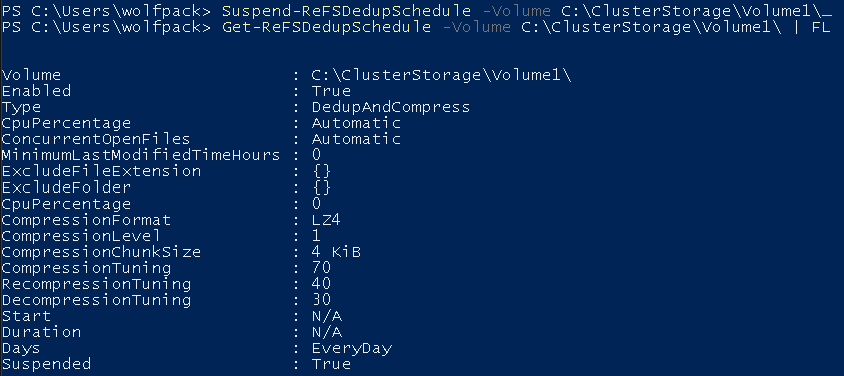 PS C:\Users\wolfpack> Suspend-ReFSDedupSchedule -Volume C:\ClusterStorage\Volume1\_
PS C:\Users\wolfpack> Get-ReFSDedupSchedule -Volume C:\ClusterStorage\Volume1\ | FL
Volume : C:\ClusterStorage\Volume1\
Enabled : True
Type : DedupAndCompress
CpuPercentage : Automatic
ConcurrentOpenFiles : Automatic
MinimumLastModifiedTimeHours : 0
ExcludeFileExtension : {}
ExcludeFolder : {}
CpuPercentage : 0
CompressionFormat : LZ4
CompressionLevel : 1
CompressionChunkSize : 4 KiB
CompressionTuning : 70
RecompressionTuning : 40
DecompressionTuning : 30
Start : N/A
Duration : N/A
Days : EveryDay
Suspended : True